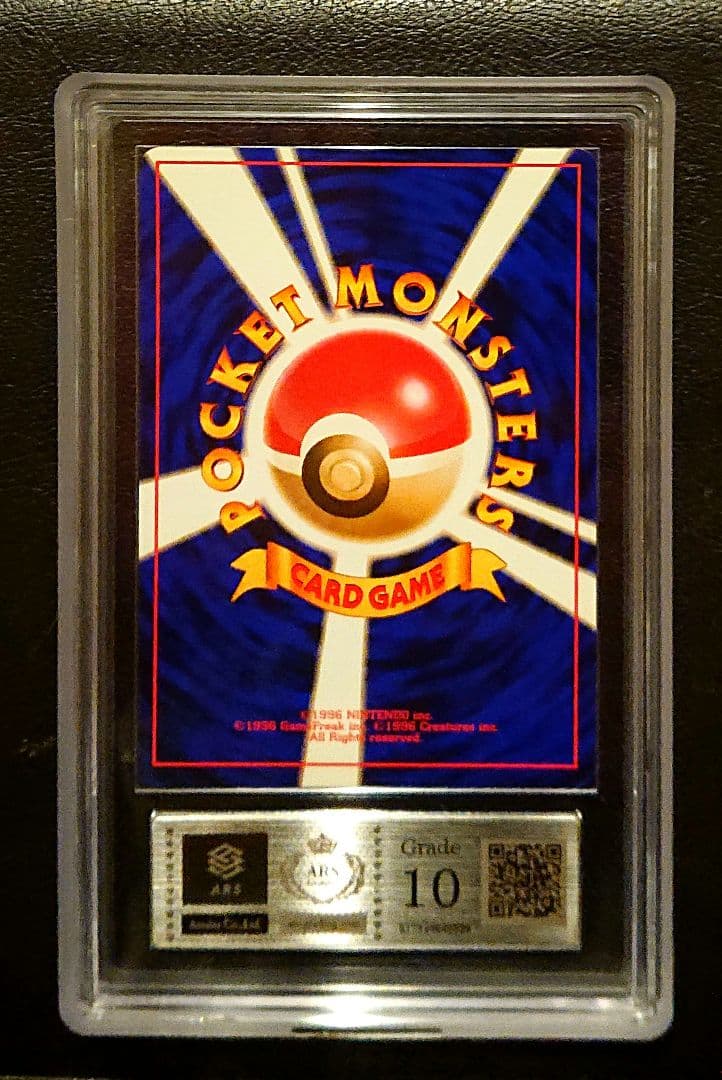 POCKET MONSTERS
CARD GAME
©1996 NINTENDO inc.
©1996 GameFreak inc. ©1996 Creatures inc.
All Rights reserved.
ARS
ARS
Grade
10